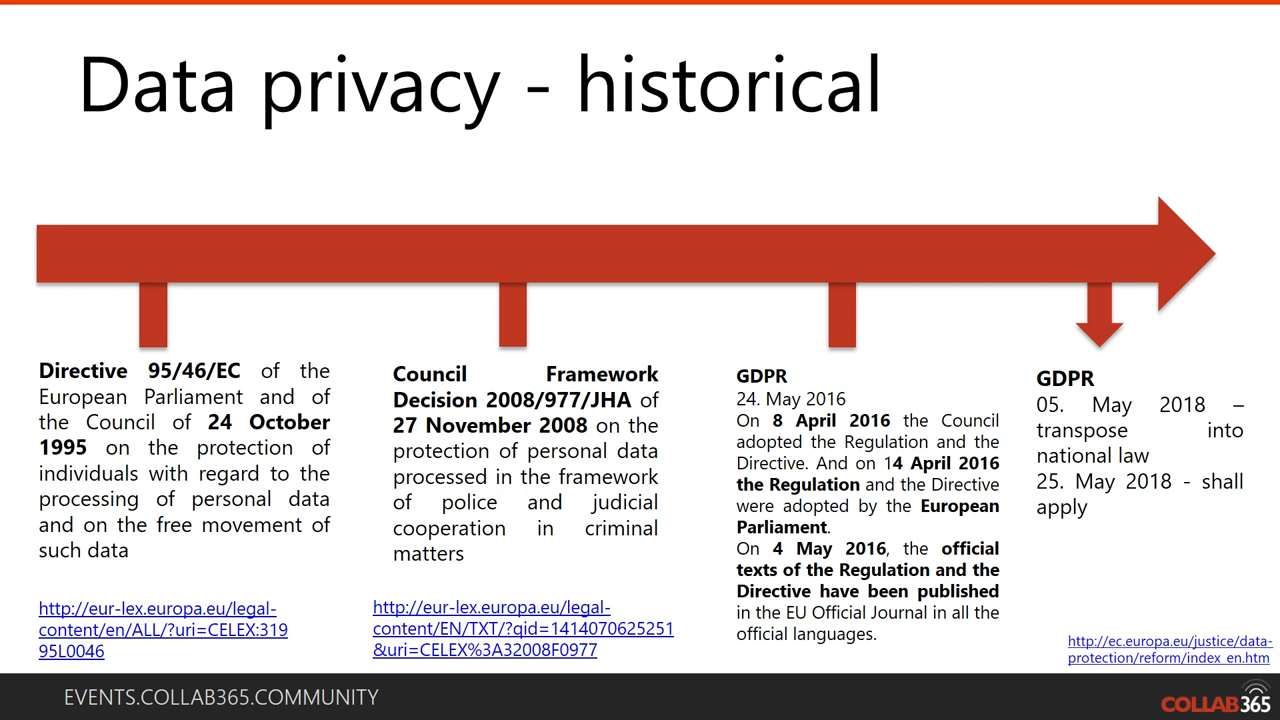 Data privacy - historical
Directive 95/46/EC of the
European Parliament and of
the Council of 24 October
1995 on the protection of
individuals with regard to the
processing of personal data
and on the free movement of
such data
http://eur-lex.europa.eu/legal-
content/en/ALL/?uri=CELEX:319
95L0046
Council Framework
Decision 2008/977/JHA of
27 November 2008 on the
protection of personal data
processed in the framework
of police and judicial
cooperation in criminal
matters
http://eur-lex.europa.eu/legal-
content/EN/TXT/?qid=1414070625251
&uri=CELEX%3A32008F0977
GDPR
24. May 2016
On 8 April 2016 the Council
adopted the Regulation and the
Directive. And on 14 April 2016
the Regulation and the Directive
were adopted by the European
Parliament.
On 4 May 2016, the official
texts of the Regulation and the
Directive have been published
in the EU Official Journal in all the
official languages.
GDPR
05. May 2018 –
transpose into
national law
25. May 2018 - shall
apply
http://ec.europa.eu/justice/data-
protection/reform/index_en.htm
EVENTS.COLLAB365.COMMUNITY
COLLAB365